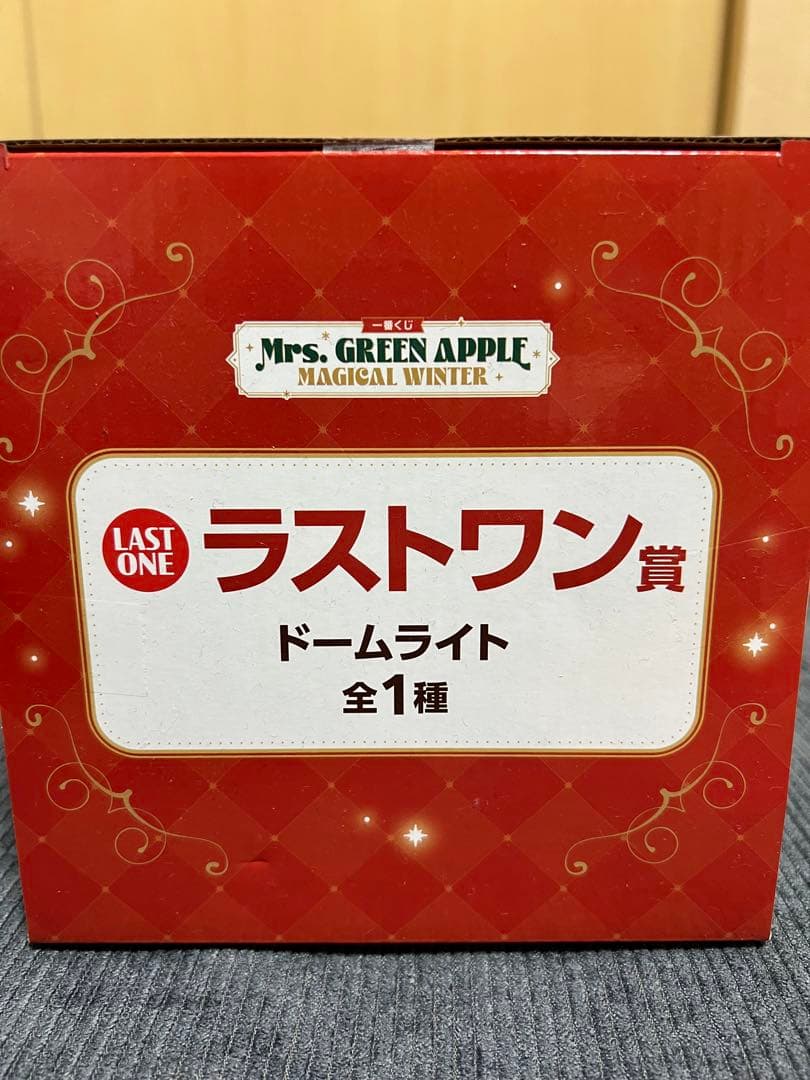 一番くじ
Mrs. GREEN APPLE
MAGICAL WINTER
LAST
ONE
ラストワン賞
ドームライト
全1種